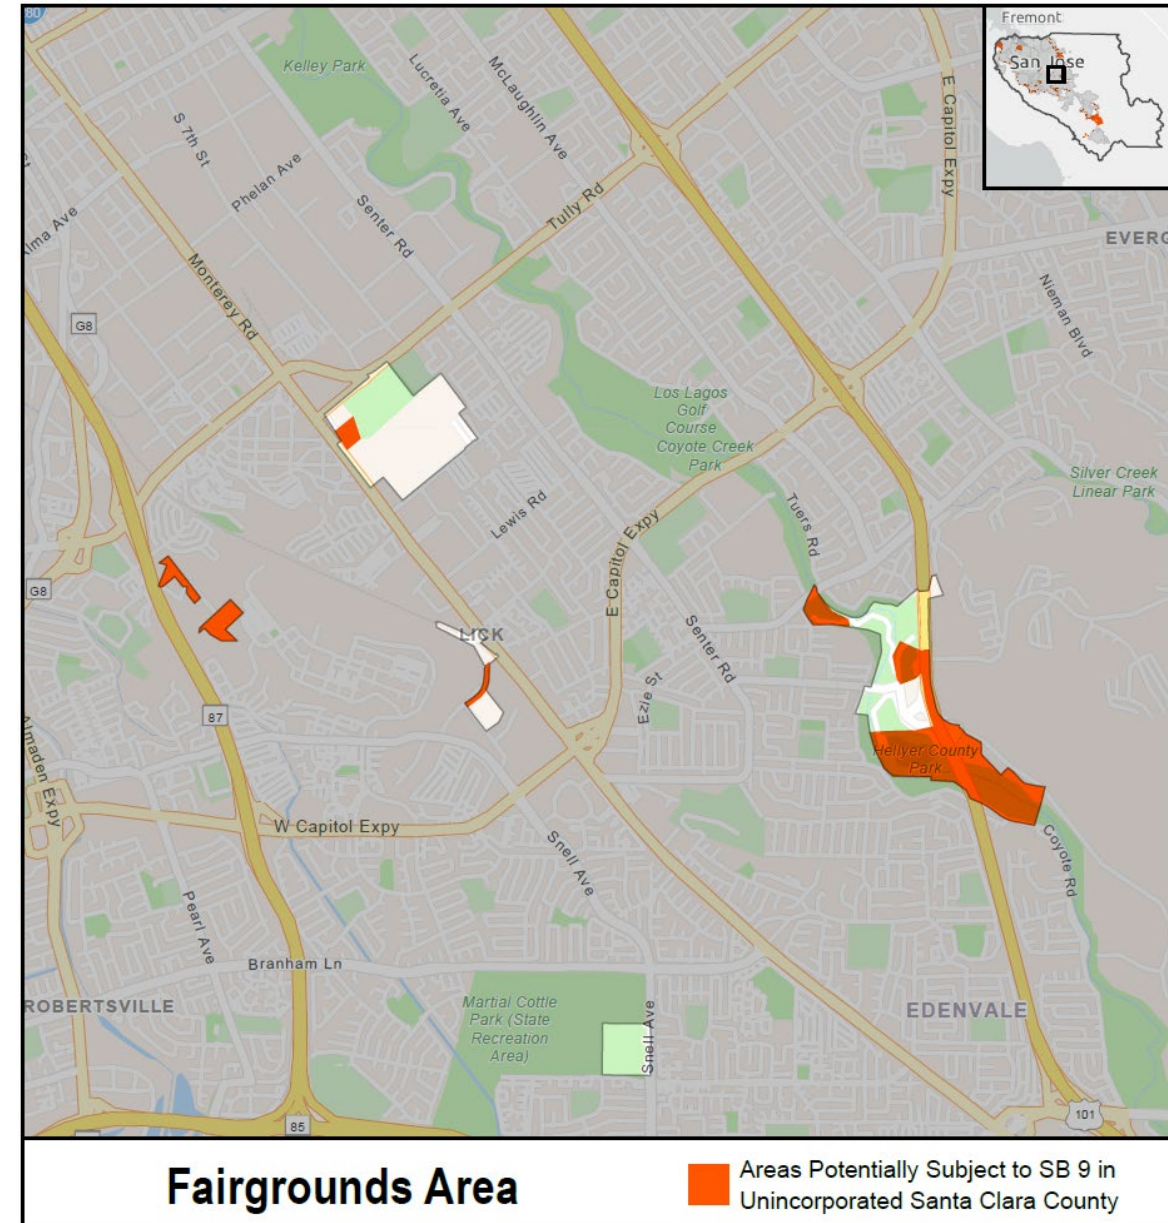 80
Fremont
San Jose
Kelley Park
Lucretia Ave
McLaughlin Ave
E Capitol Expy
S 7th St
Phelan Ave
Senter Rd
Tully Rd
Alma Ave
EVERG
Monterey Rd
Nieman Blvd
G8
Los Lagos
Golf
Course
Coyote Creek
Park
Silver Creek
Linear Park
Lewis Rd
Tuers Rd
E Capitol Expy
G8
LICK
Senter Rd
Ezie St
87
Almaden Expy
Hellyer County
Park
W Capitol Expy
Snell Ave
Coyote Rd
Pearl Ave
Branham Ln
ROBERTSVILLE
Martial Cottle
Park (State
Recreation
Area)
Snell Ave
EDENVALE
85
101
Fairgrounds Area
Areas Potentially Subject to SB 9 in
Unincorporated Santa Clara County